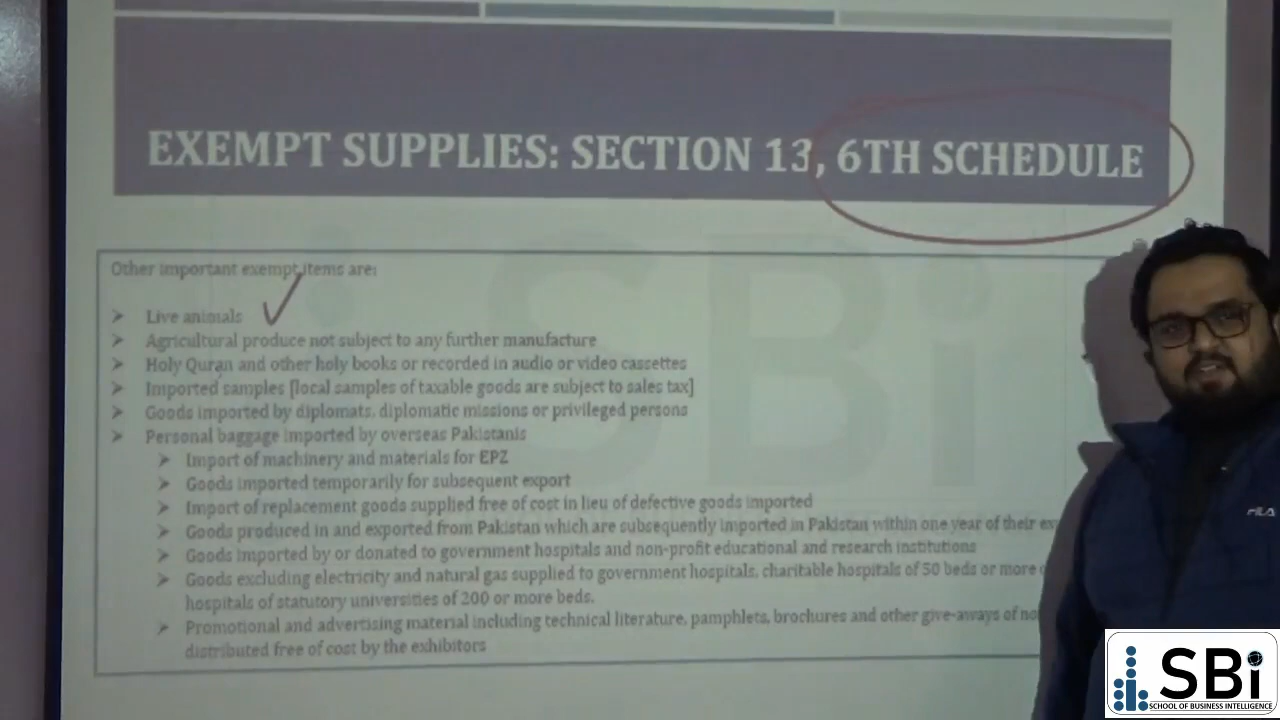 EXEMPT SUPPLIES: SECTION 13, 6TH SCHEDULE
Other important exempt items are:
Live animals
Agricultural produce not subject to any further manufacture
Holy Quran and other holy books or recorded in audio or video cassettes
Imported samples [local samples of taxable goods are subject to sales tax]
Goods imported by diplomats, diplomatic missions or privileged persons
Personal baggage imported by overseas Pakistanis
Import of machinery and materials for EPZ
Goods imported temporarily for subsequent export
Import of replacement goods supplied free of cost in lieu of defective goods imported
Goods produced in and exported from Pakistan which are subsequently imported in Pakistan within one year of their
Goods imported by or donated to government hospitals and non-profit educational and research institutions
Goods excluding electricity and natural gas supplied to government hospitals, charitable hospitals of 50 beds or more
hospitals of statutory universities of 200 or more beds.
Promotional and advertising material including technical literature, pamphlets, brochures and other give-aways of
distributed free of cost by the exhibitors
SBi
FILA
SBi
SCHOOL OF BUSINESS INTELLIGENCE